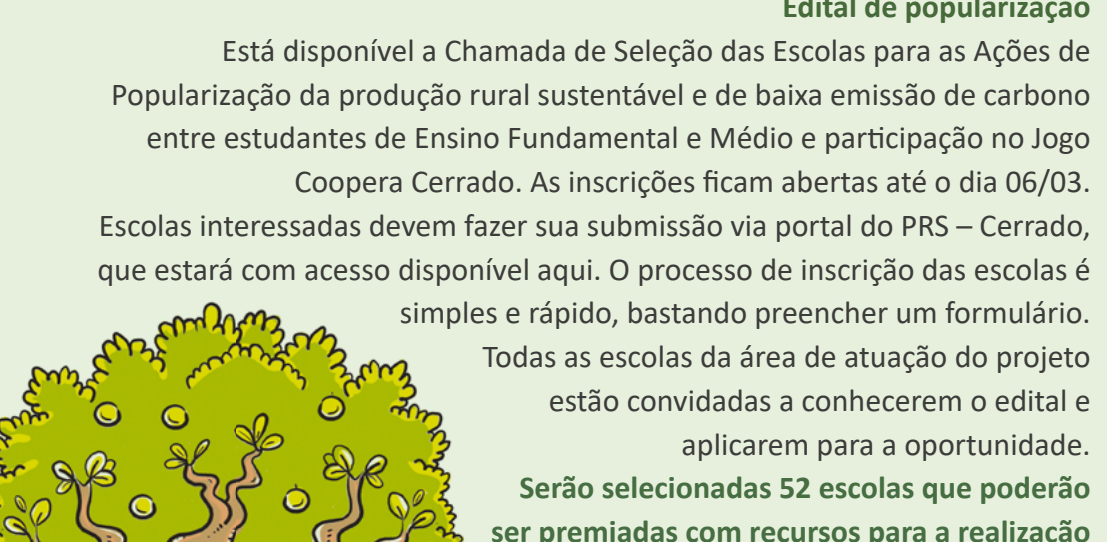 Edital de popularização
Está disponível a Chamada de Seleção das Escolas para as Ações de
Popularização da produção rural sustentável e de baixa emissão de carbono
entre estudantes de Ensino Fundamental e Médio e participação no Jogo
Coopera Cerrado. As inscrições ficam abertas até o dia 06/03.
Escolas interessadas devem fazer sua submissão via portal do PRS – Cerrado,
que estará com acesso disponível aqui. O processo de inscrição das escolas é
simples e rápido, bastando preencher um formulário.
Todas as escolas da área de atuação do projeto
estão convidadas a conhecerem o edital e
aplicarem para a oportunidade.
Serão selecionadas 52 escolas que poderão
ser premiadas com recursos para a realização